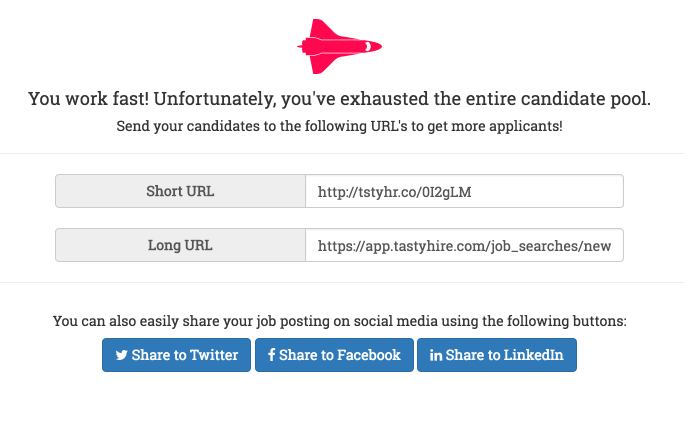 You work fast! Unfortunately, you've exhausted the entire candidate pool.
Send your candidates to the following URL's to get more applicants!
Short URL http://tstyhr.co/0I2gLM
Long URL https://app.tastyhire.com/job_searches/new
You can also easily share your job posting on social media using the following buttons:
Share to Twitter Share to Facebook Share to LinkedIn